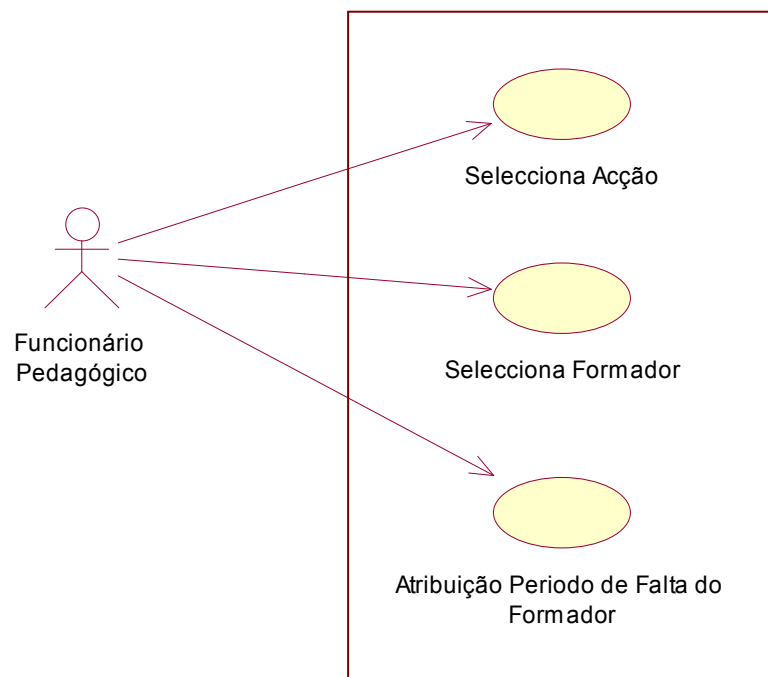 Selecciona Acção
Funcionário
Pedagógico
Selecciona Formador
Atribuição Periodo de Falta do
Formador